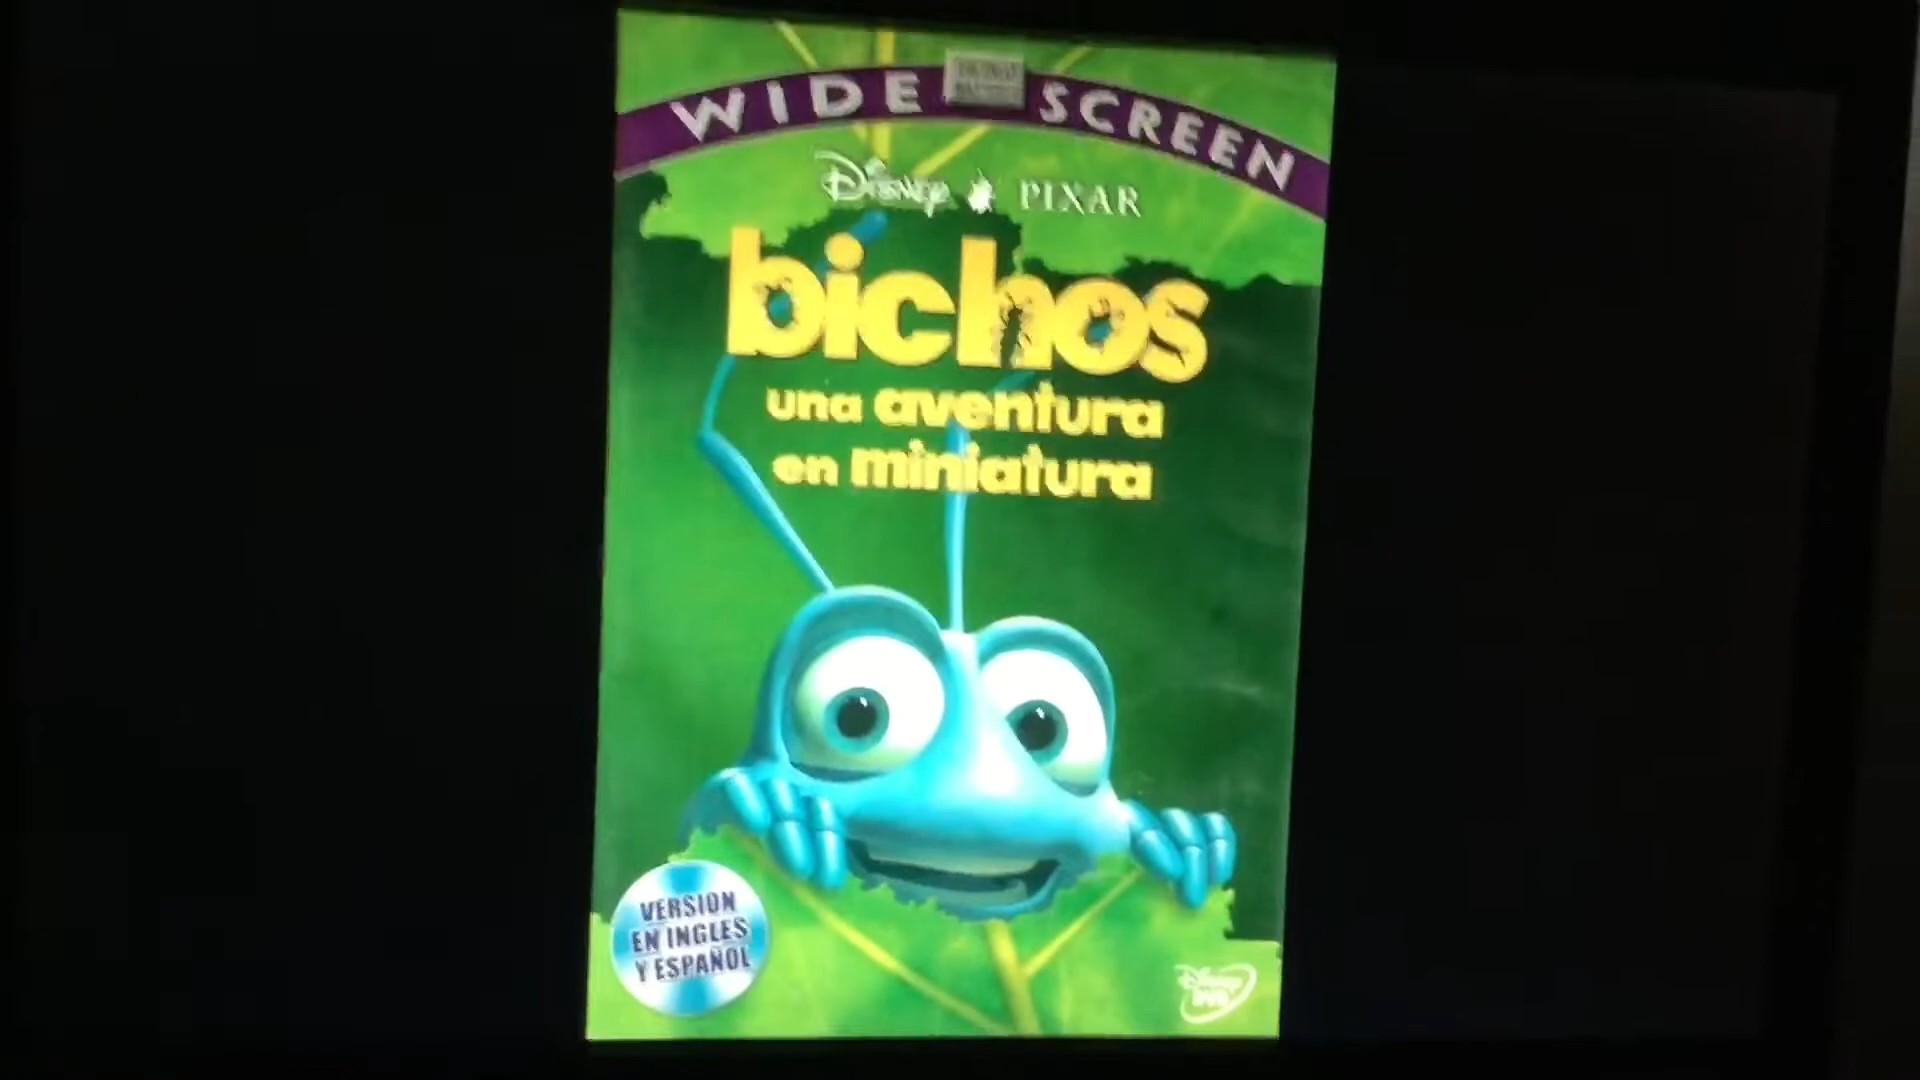 WIDE SCREEN
Disney PIXAR
bichos
una aventura
en miniatura
VERSION
EN INGLES
Y ESPAÑOL
Disney
DVD